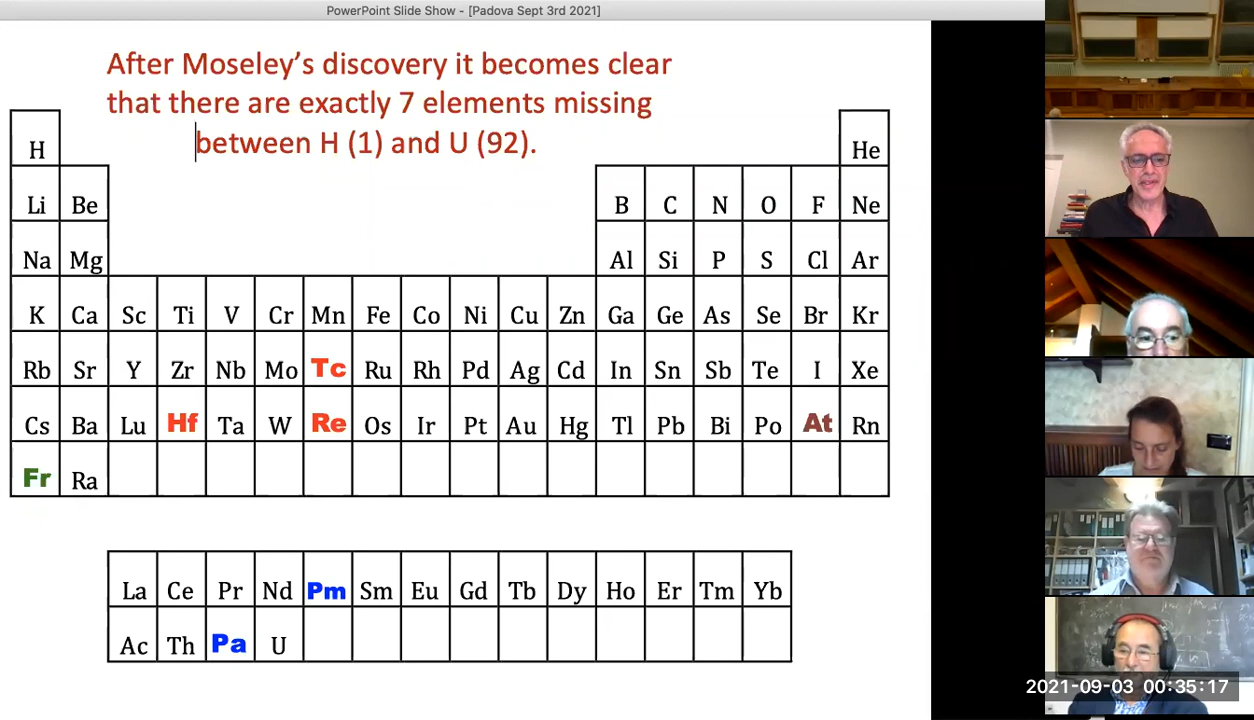 PowerPoint Slide Show - [Padova Sept 3rd 2021]
After Moseley’s discovery it becomes clear
that there are exactly 7 elements missing
between H (1) and U (92).
H He
Li Be B C N O F Ne
Na Mg Al Si P S Cl Ar
K Ca Sc Ti V Cr Mn Fe Co Ni Cu Zn Ga Ge As Se Br Kr
Rb Sr Y Zr Nb Mo Tc Ru Rh Pd Ag Cd In Sn Sb Te I Xe
Cs Ba Lu Hf Ta W Re Os Ir Pt Au Hg Tl Pb Bi Po At Rn
Fr Ra
La Ce Pr Nd Pm Sm Eu Gd Tb Dy Ho Er Tm Yb
Ac Th Pa U
2021-09-03 00:35:17